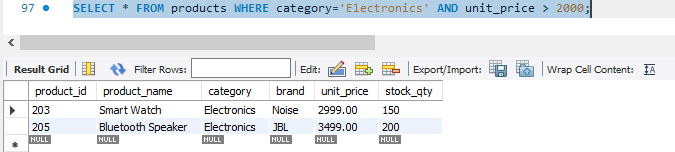 97 SELECT * FROM products WHERE category='Electronics' AND unit_price > 2000;
Result Grid Filter Rows: Edit: Export/Import: Wrap Cell Content: IA
product_id product_name category brand unit_price stock_qty
203 Smart Watch Electronics Noise 2999.00 150
205 Bluetooth Speaker Electronics JBL 3499.00 200
NULL NULL NULL NULL NULL NULL